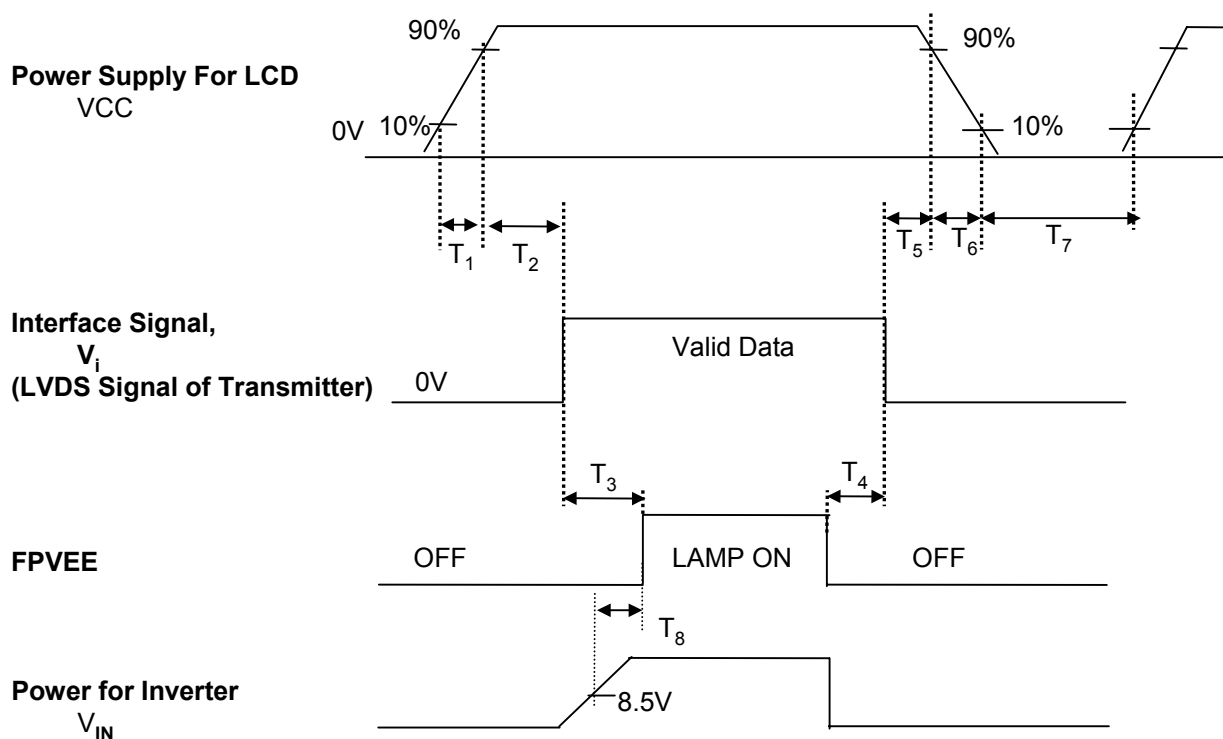 90%
90%
Power Supply For LCD
VCC
0V
10%
10%
T1
T2
T5
T6
T7
Interface Signal,
Vi
(LVDS Signal of Transmitter)
0V
Valid Data
T3
T4
FPVEE
OFF
LAMP ON
OFF
T8
Power for Inverter
VIN
8.5V